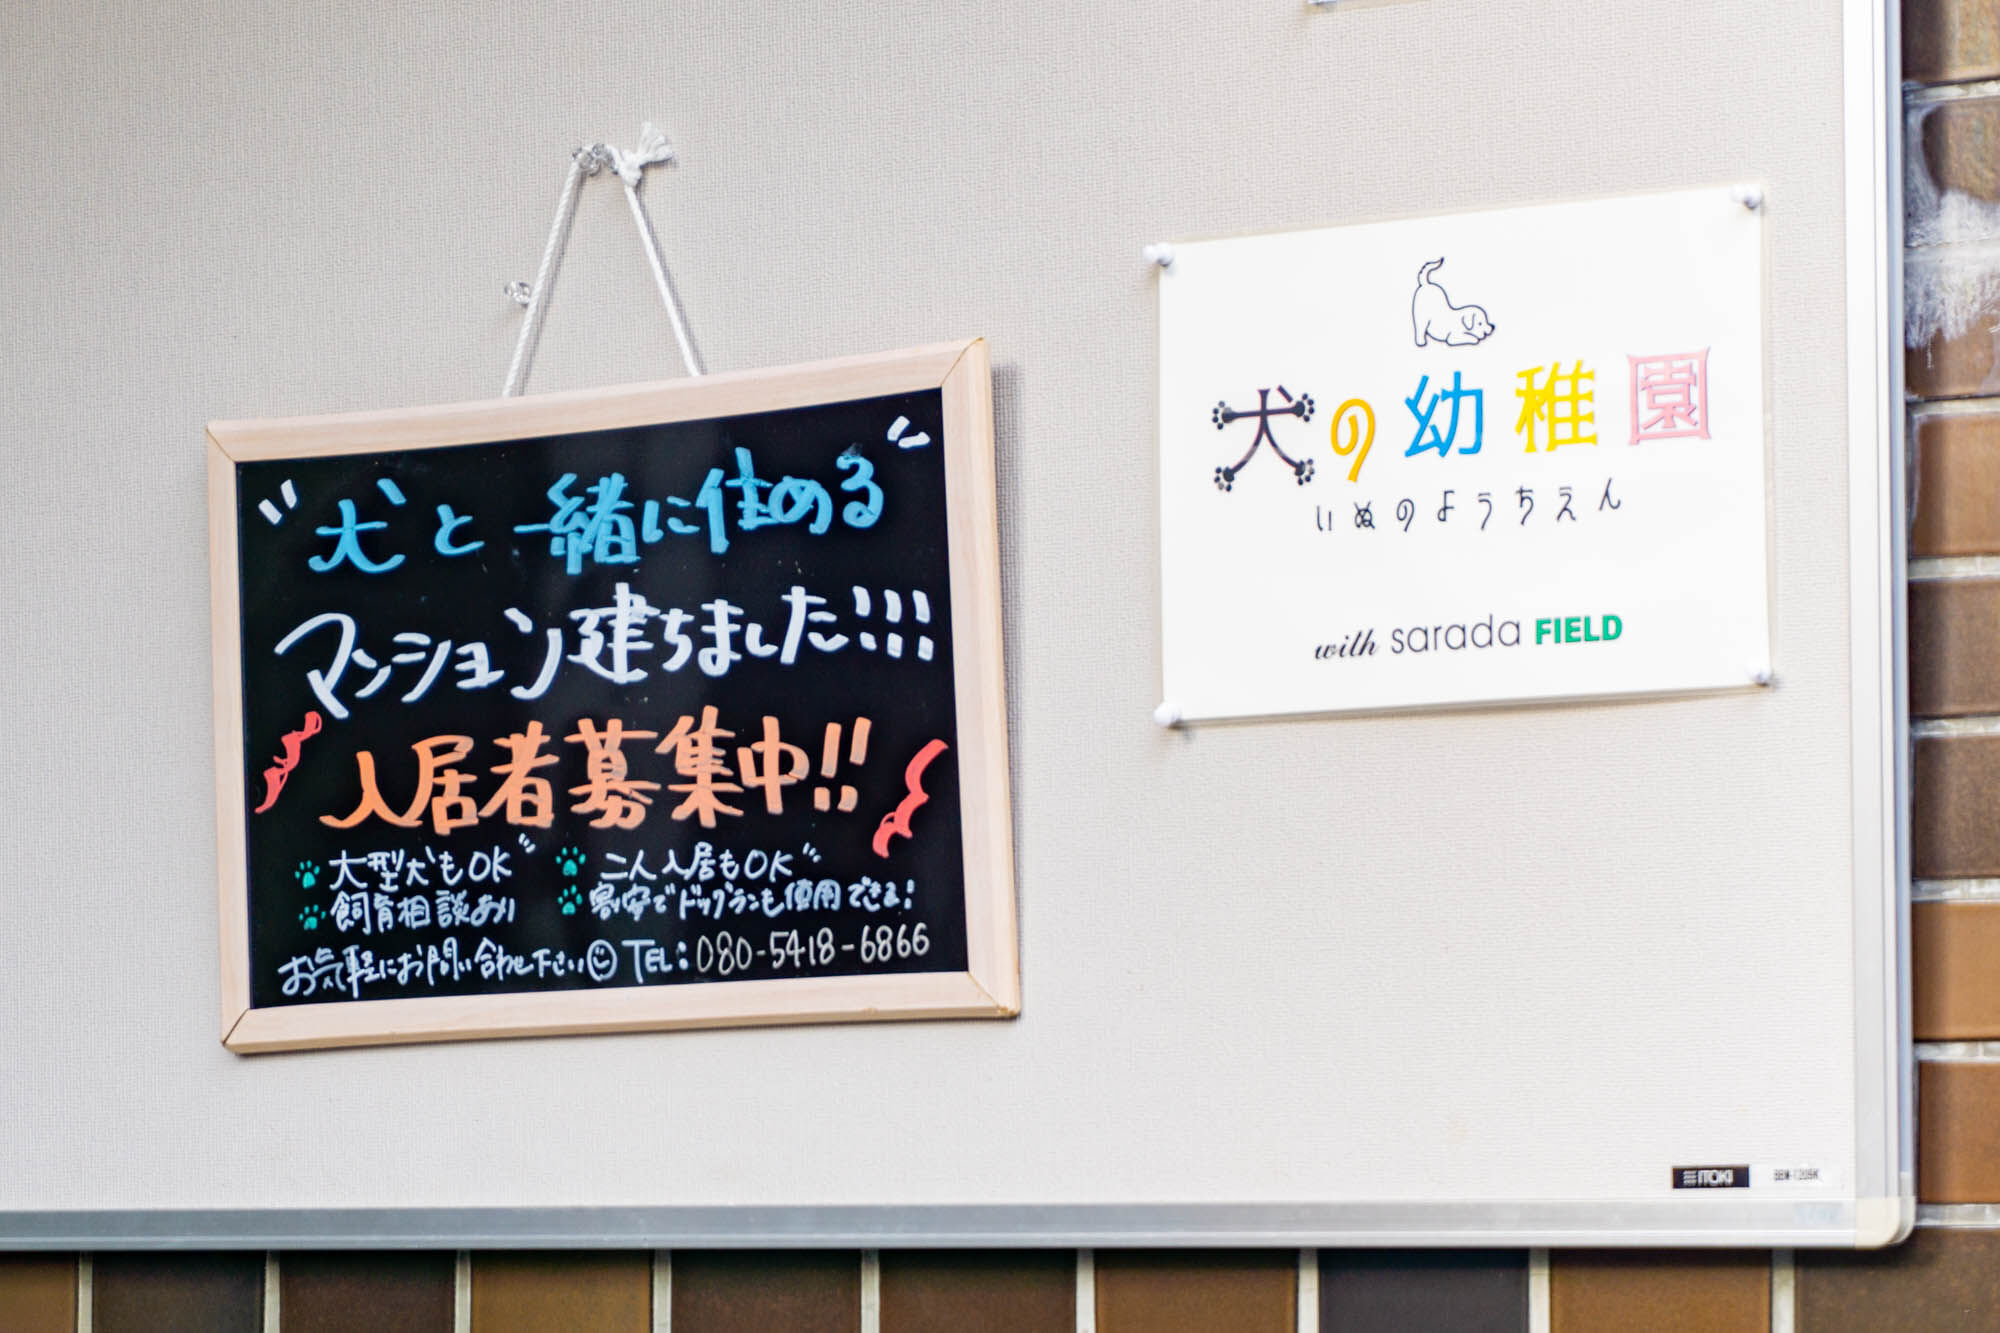 "犬と一緒に住める"
マンション建ちました!!!
入居者募集中!!
大型犬もOK
二人入居もOK
飼育相談あり
割安でドッグランも使用できる!
お気軽にお問い合わせ下さい TEL:080-5418-6866
犬の幼稚園
いぬのようちえん
with sarada FIELD
ITOKI